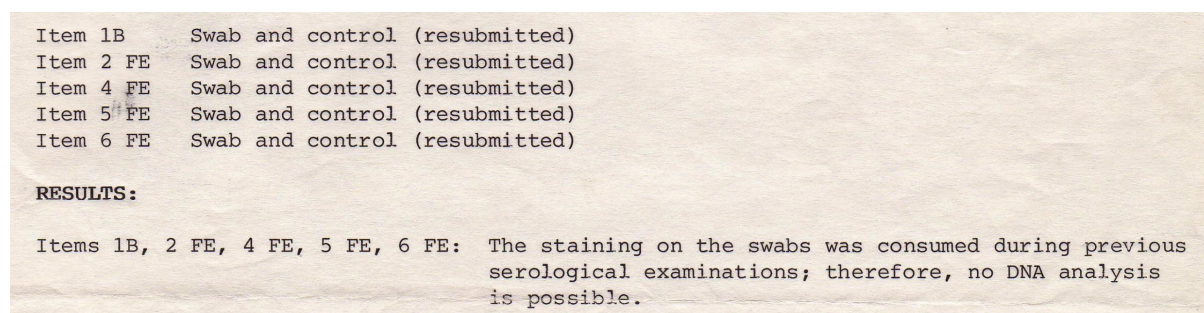 Item 1B Swab and control (resubmitted)
Item 2 FE Swab and control (resubmitted)
Item 4 FE Swab and control (resubmitted)
Item 5 FE Swab and control (resubmitted)
Item 6 FE Swab and control (resubmitted)
RESULTS:
Items 1B, 2 FE, 4 FE, 5 FE, 6 FE: The staining on the swabs was consumed during previous
serological examinations; therefore, no DNA analysis
is possible.